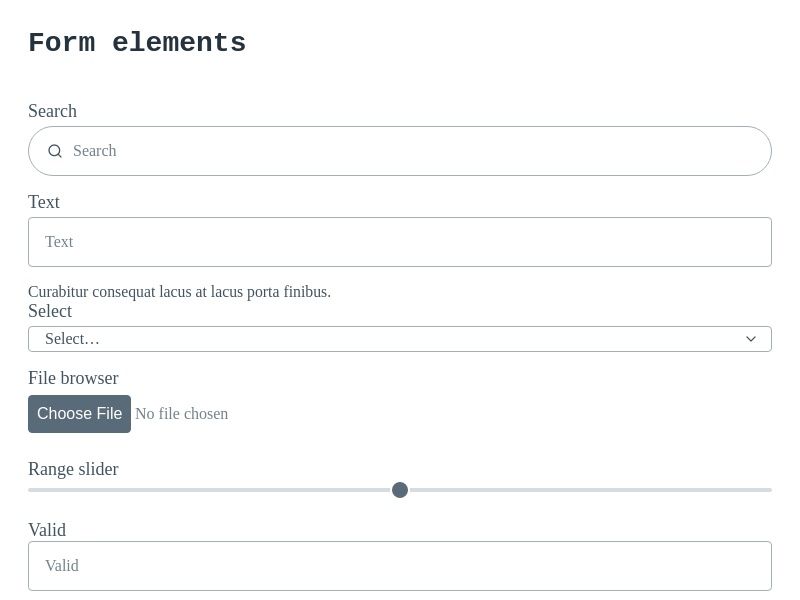 Form elements
Search
Search
Text
Text
Curabitur consequat lacus at lacus porta finibus.
Select
Select…
File browser
Choose File No file chosen
Range slider
Valid
Valid